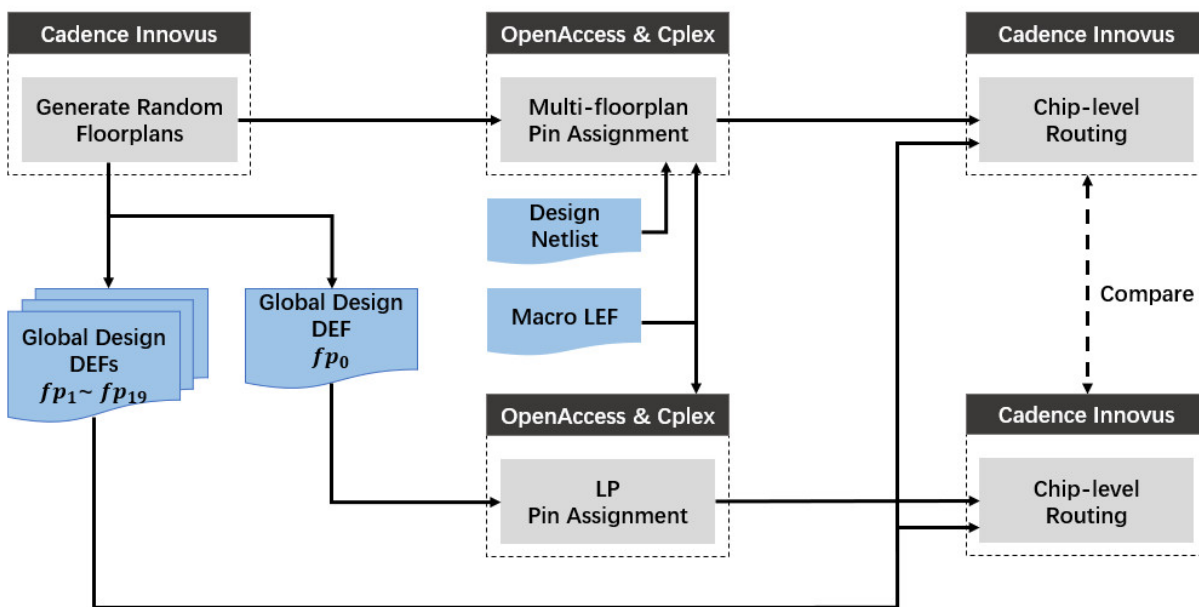 Cadence Innovus
Generate Random
Floorplans
OpenAccess & Cplex
Multi-floorplan
Pin Assignment
Cadence Innovus
Chip-level
Routing
Design
Netlist
Macro LEF
Global Design
DEFs
fp₁~ fp₁₉
Global Design
DEF
fp₀
Compare
OpenAccess & Cplex
LP
Pin Assignment
Cadence Innovus
Chip-level
Routing